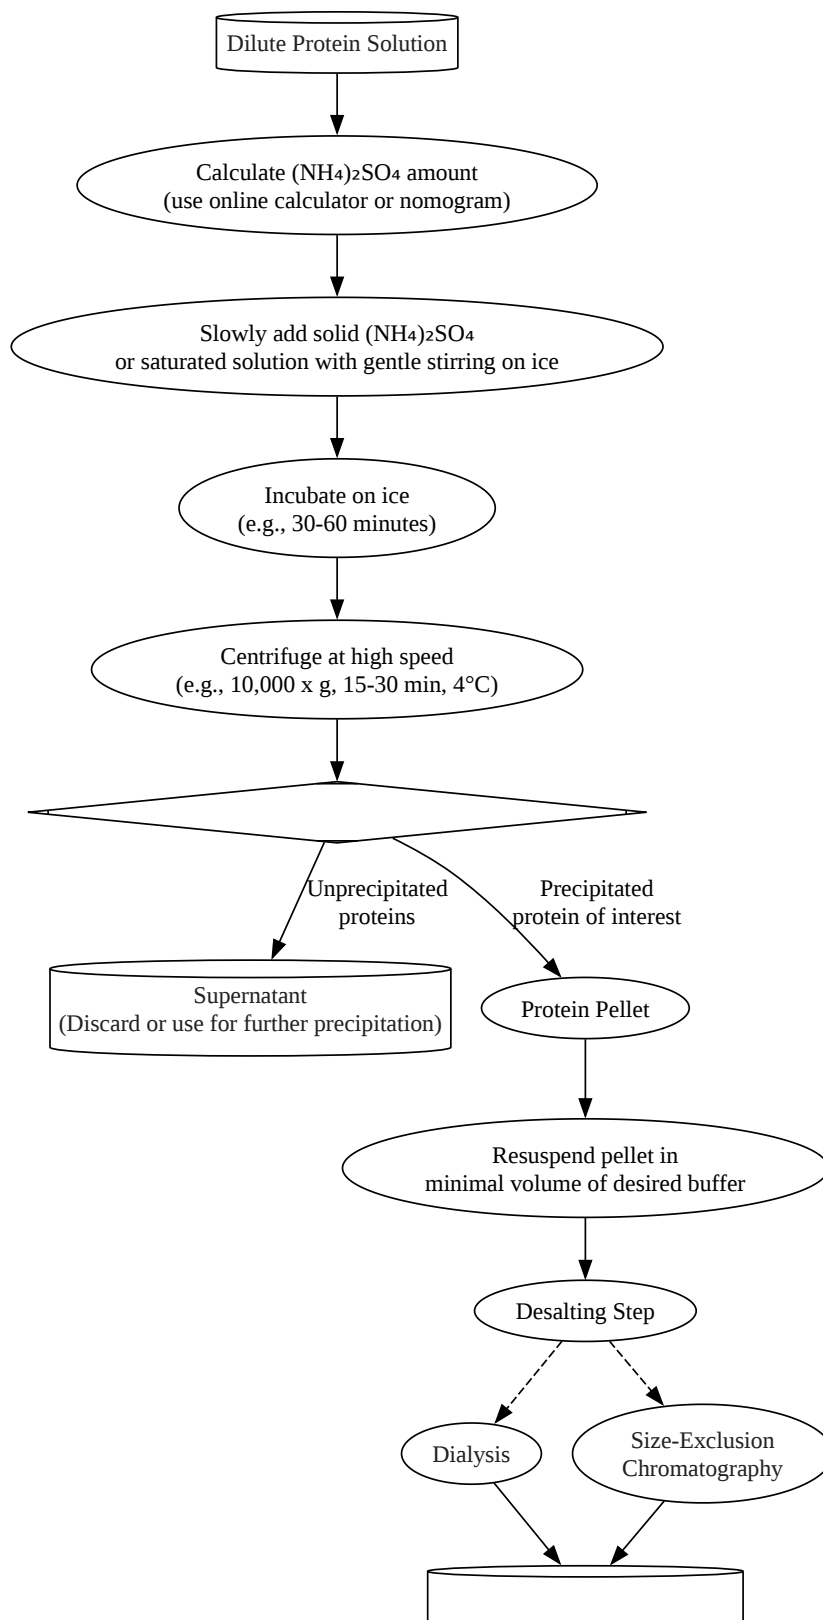 Dilute Protein Solution
Calculate (NH₄)₂SO₄ amount
(use online calculator or nomogram)
Slowly add solid (NH₄)₂SO₄
or saturated solution with gentle stirring on ice
Incubate on ice
(e.g., 30-60 minutes)
Centrifuge at high speed
(e.g., 10,000 x g, 15-30 min, 4°C)
Unprecipitated
proteins
Precipitated
protein of interest
Supernatant
(Discard or use for further precipitation)
Protein Pellet
Resuspend pellet in
minimal volume of desired buffer
Desalting Step
Dialysis
Size-Exclusion
Chromatography